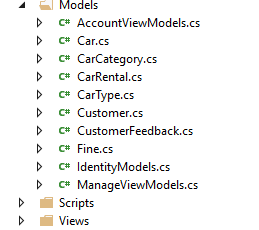 Models
C# AccountViewModels.cs
C# Car.cs
C# CarCategory.cs
C# CarRental.cs
C# CarType.cs
C# Customer.cs
C# CustomerFeedback.cs
C# Fine.cs
C# IdentityModels.cs
C# ManageViewModels.cs
Scripts
Views